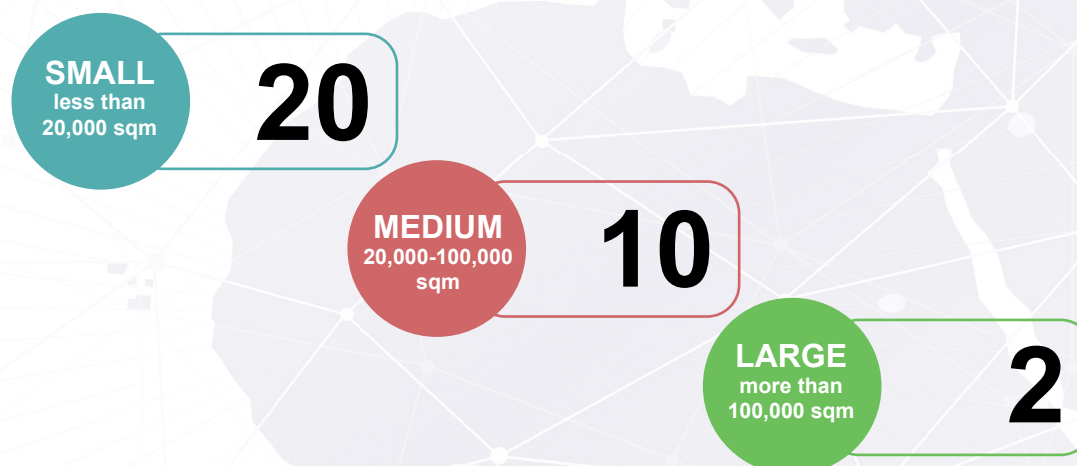 SMALL
less than
20,000 sqm
20
MEDIUM
20,000-100,000
sqm
10
LARGE
more than
100,000 sqm
2